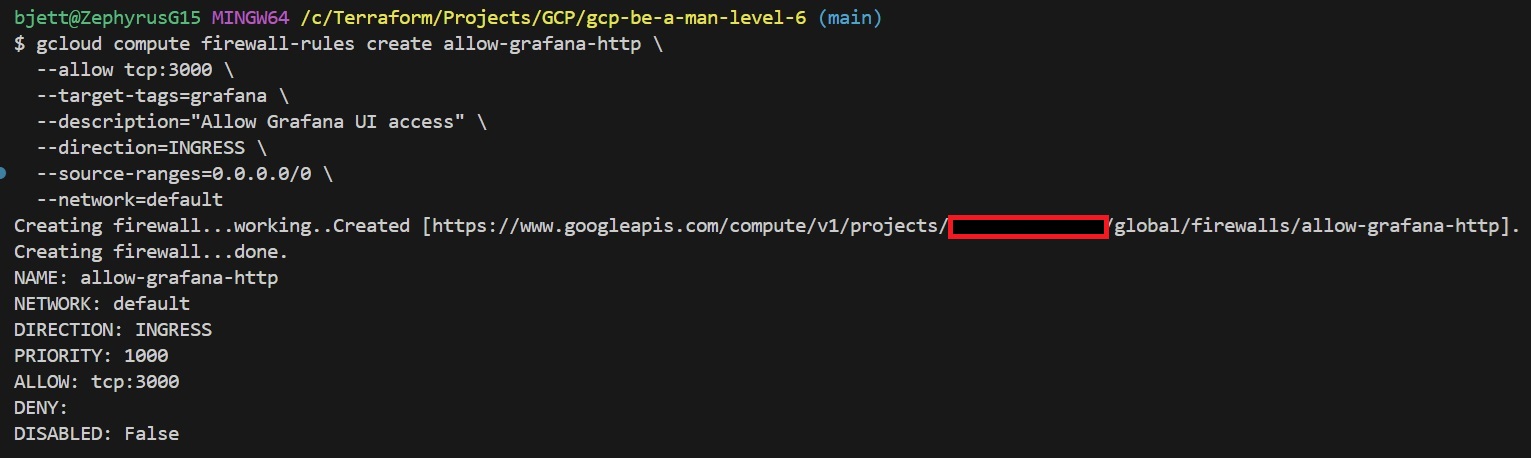 bjett@ZephyrusG15 MINGW64 /c/Terraform/Projects/GCP/gcp-be-a-man-level-6 (main)
$ gcloud compute firewall-rules create allow-grafana-http \
  --allow tcp:3000 \
  --target-tags=grafana \
  --description="Allow Grafana UI access" \
  --direction=INGRESS \
  --source-ranges=0.0.0.0/0 \
  --network=default
Creating firewall...working..Created [https://www.googleapis.com/compute/v1/projects/ /global/firewalls/allow-grafana-http].
Creating firewall...done.
NAME: allow-grafana-http
NETWORK: default
DIRECTION: INGRESS
PRIORITY: 1000
ALLOW: tcp:3000
DENY:
DISABLED: False